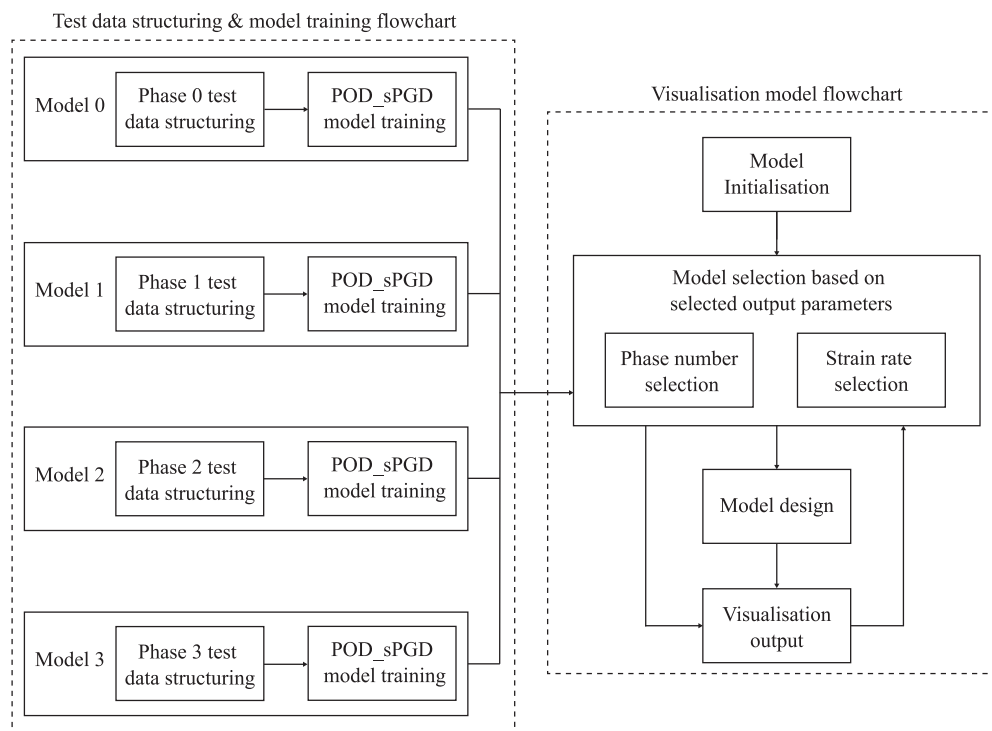 Test data structuring & model training flowchart
Model 0
Phase 0 test
data structuring
POD_sPGD
model training
Model 1
Phase 1 test
data structuring
POD_sPGD
model training
Model 2
Phase 2 test
data structuring
POD_sPGD
model training
Model 3
Phase 3 test
data structuring
POD_sPGD
model training
Visualisation model flowchart
Model
Initialisation
Model selection based on
selected output parameters
Phase number
selection
Strain rate
selection
Model design
Visualisation
output